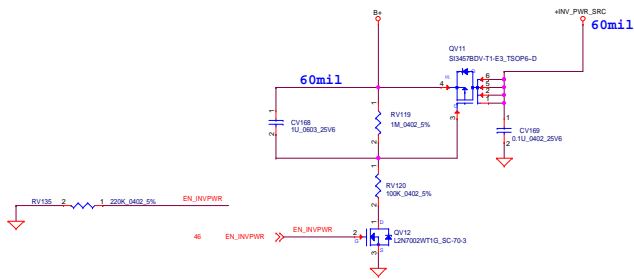 B+
+INV_PWR_SRC
60mil
QV11
SI3457BDV-T1-E3_TSOP6-D
60mil
4
6
5
2
1
3
1
CV168
1U_0603_25V6
2
1
RV119
1M_0402_5%
2
1
CV169
0.1U_0402_25V6
2
1
RV120
100K_0402_5%
2
RV135 2 1 220K_0402_5% EN_INVPWR
46 EN_INVPWR
EN_INVPWR
1 D
2 G
QV12
L2N7002WT1G_SC-70-3
3 S